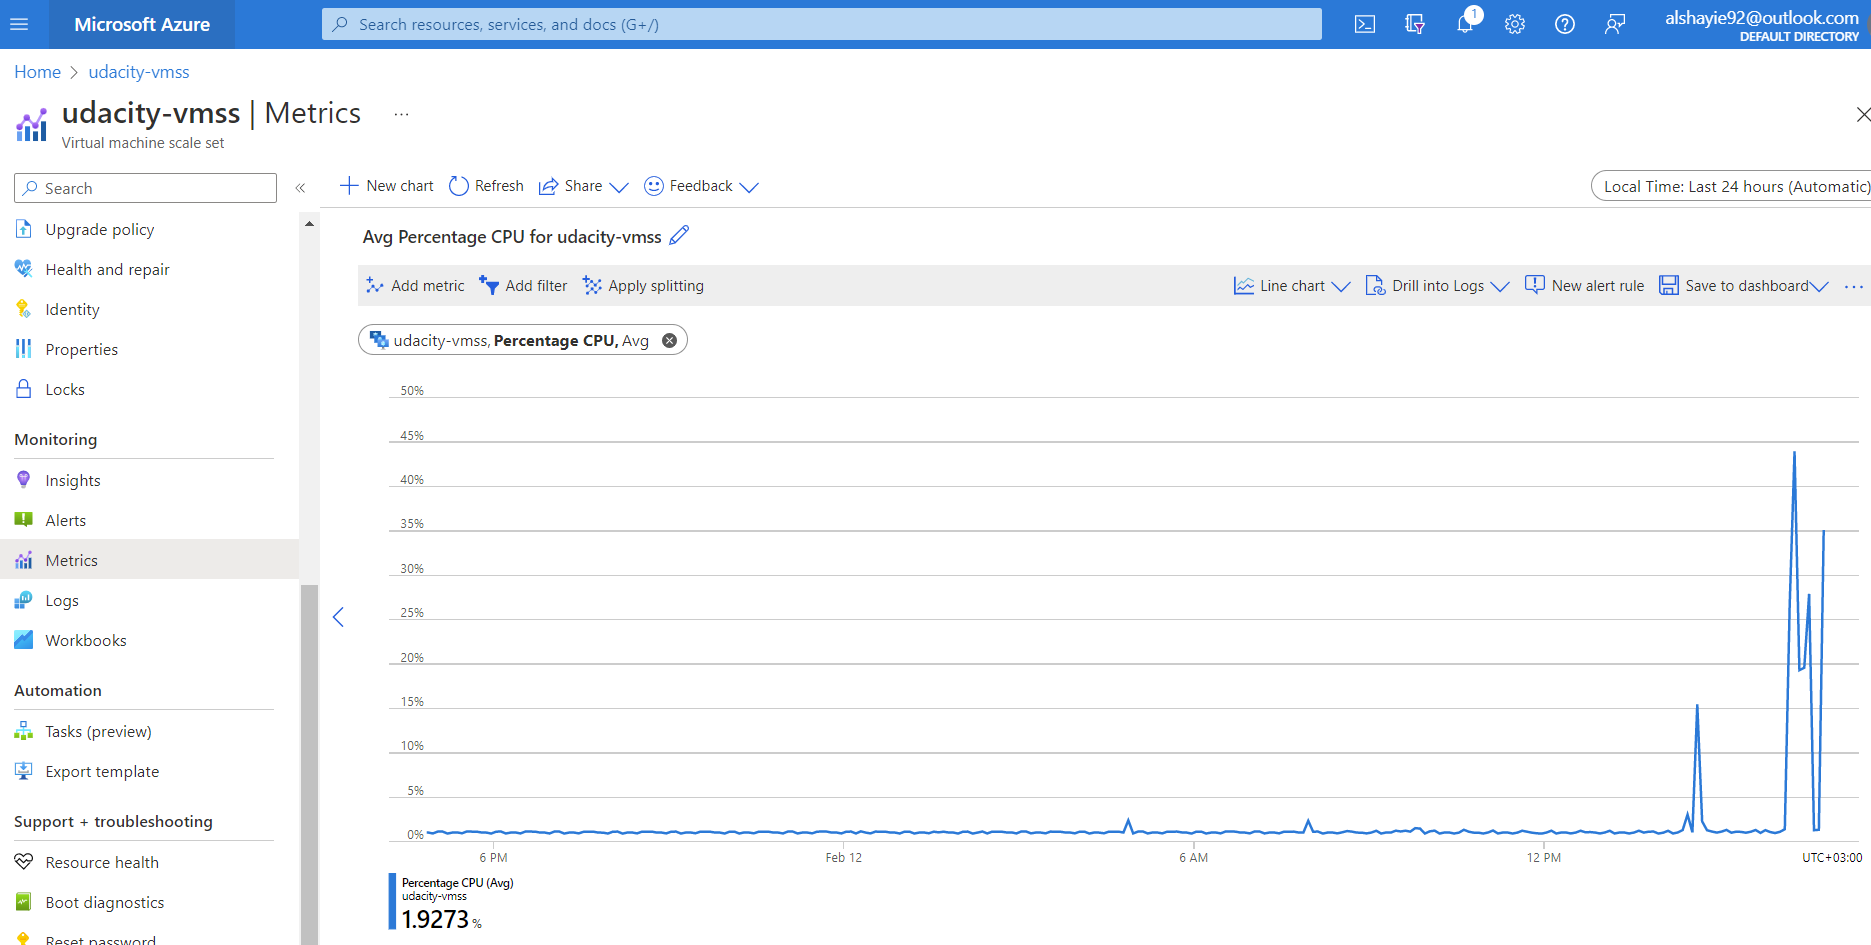 Microsoft Azure
Search resources, services, and docs (G+/)
1
alshayie92@outlook.com
DEFAULT DIRECTORY
Home > udacity-vmss
udacity-vmss | Metrics ...
Virtual machine scale set
Search
«
New chart
Refresh
Share
Feedback
Local Time: Last 24 hours (Automatic)
Upgrade policy
Health and repair
Identity
Properties
Locks
Monitoring
Insights
Alerts
Metrics
Logs
Workbooks
Automation
Tasks (preview)
Export template
Support + troubleshooting
Resource health
Boot diagnostics
Reset password
Avg Percentage CPU for udacity-vmss
Add metric
Add filter
Apply splitting
Line chart
Drill into Logs
New alert rule
Save to dashboard
...
udacity-vmss, Percentage CPU, Avg
50%
45%
40%
35%
30%
25%
20%
15%
10%
5%
0%
6 PM
Feb 12
6 AM
12 PM
UTC+03:00
Percentage CPU (Avg)
udacity-vmss
1.9273 %